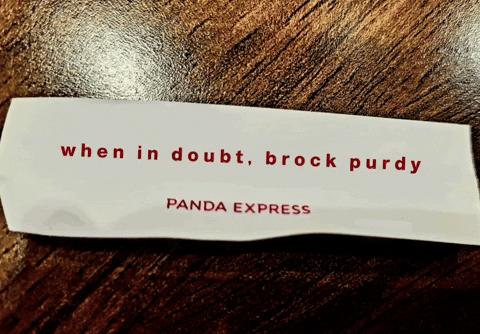 when in doubt, brock purdy
PANDA EXPRESS